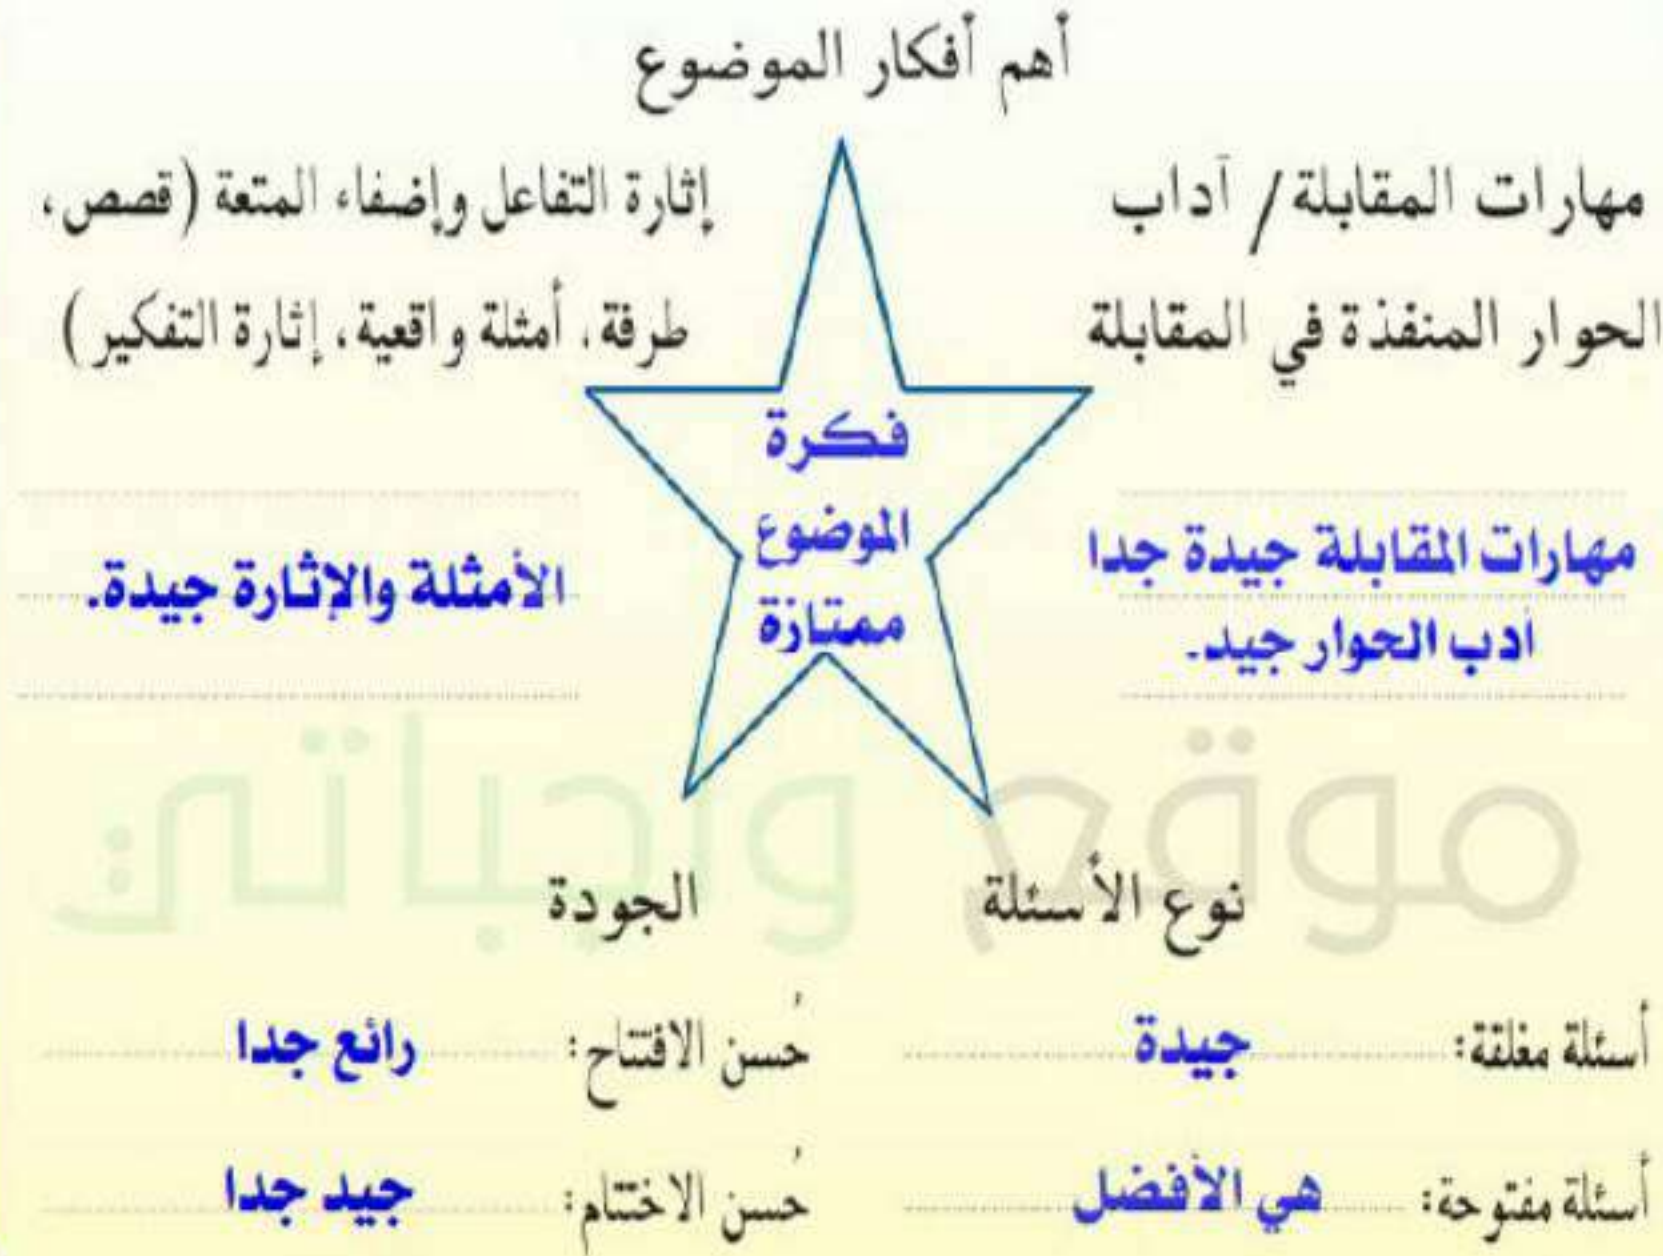 أهم أفكار الموضوع
مهارات المقابلة / آداب
الحوار المنفذة في المقابلة
إثارة التفاعل وإضفاء المتعة (قصص،
طرفة، أمثلة واقعية، إثارة التفكير)
فكرة
الموضوع
ممتازة
مهارات المقابلة جيدة جدا
أدب الحوار جيد.
الأمثلة والإثارة جيدة.
موقع واجباتي
نوع الأسئلة
أسئلة مغلقة: جيدة
أسئلة مفتوحة: هي الأفضل
الجودة
حُسن الافتتاح: رائع جدا
حُسن الاختتام: جيد جدا